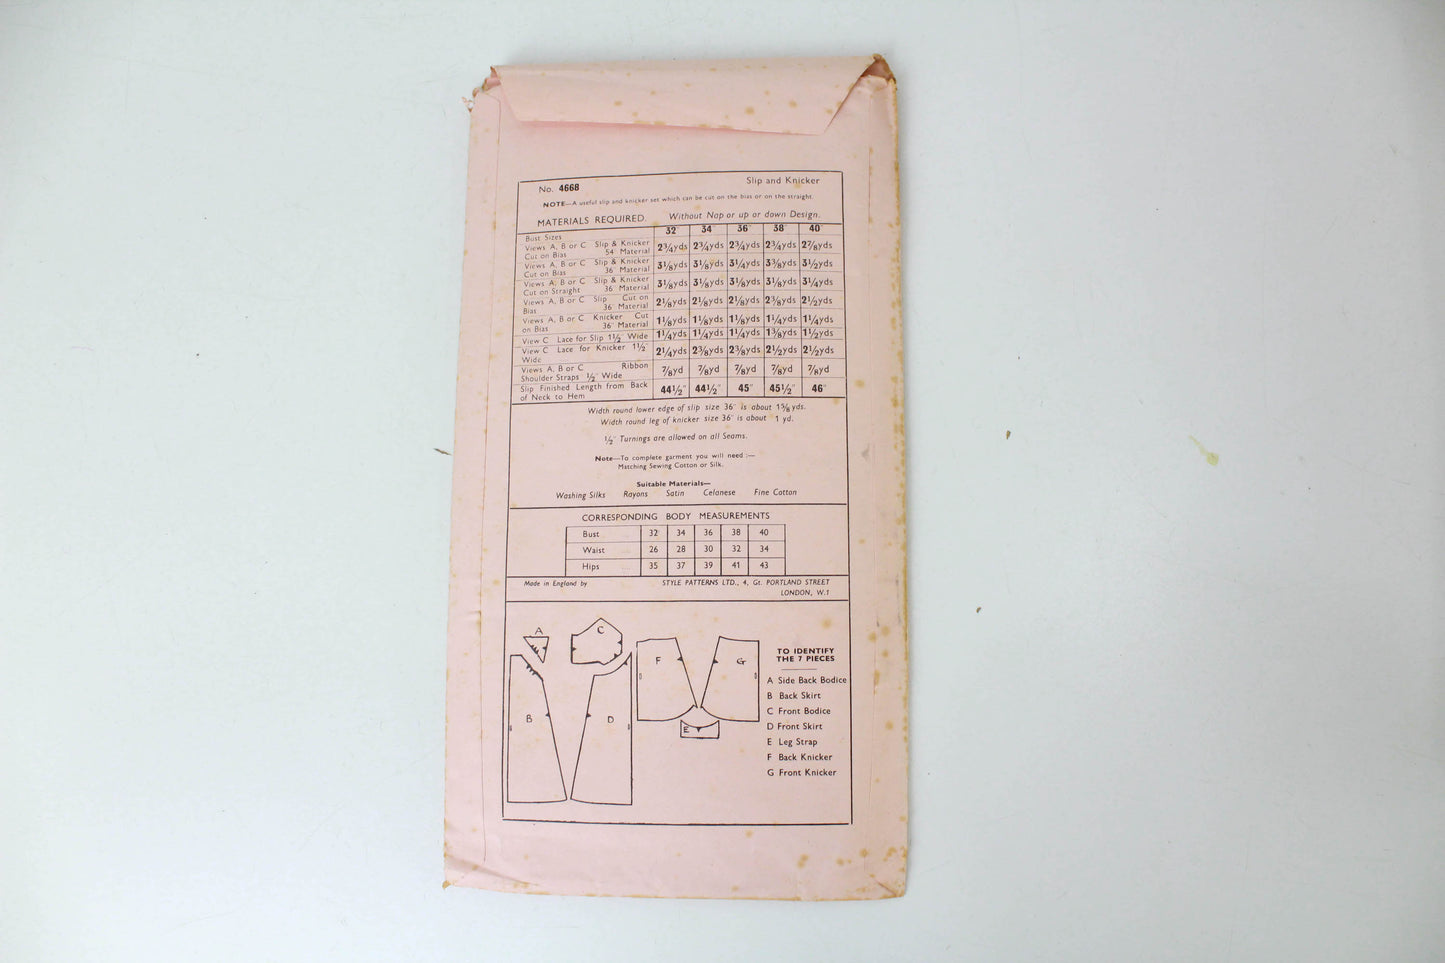 No. 4668 Slip and Knicker
NOTE—A useful slip and knicker set which can be cut on the bias or on the straight.
MATERIALS REQUIRED. Without Nap or up or down Design.
Bust Sizes 32" 34" 36" 38" 40"
Views A, B or C Slip & Knicker
Cut on Bias 54" Material 2¾yds 2¾yds 2¾yds 2¾yds 2⅞yds
Views A, B or C Slip & Knicker
Cut on Bias 36" Material 3⅛yds 3⅛yds 3¼yds 3⅜yds 3½yds
Views A, B or C Slip & Knicker
Cut on Straight 36" Material 3⅛yds 3⅛yds 3⅛yds 3⅛yds 3¼yds
Views A, B or C Slip Cut on
Bias 36" Material 2⅛yds 2⅛yds 2⅛yds 2⅜yds 2½yds
Views A, B or C Knicker Cut
on Bias 36" Material 1⅛yds 1⅛yds 1⅛yds 1¼yds 1¼yds
View C Lace for Slip 1½" Wide 1¼yds 1¼yds 1¼yds 1⅜yds 1½yds
View C Lace for Knicker 1½"
Wide 2¼yds 2⅜yds 2⅜yds 2½yds 2½yds
Views A, B or C Ribbon
Shoulder Straps ½" Wide ⅞yd ⅞yd ⅞yd ⅞yd ⅞yd
Slip Finished Length from Back
of Neck to Hem 44½" 44½" 45" 45½" 46"
Width round lower edge of slip size 36" is about 1⅝yds.
Width round leg of knicker size 36" is about 1 yd.
½" Turnings are allowed on all Seams.
Note—To complete garment you will need :—
Matching Sewing Cotton or Silk.
Suitable Materials—
Washing Silks Rayons Satin Celanese Fine Cotton
CORRESPONDING BODY MEASUREMENTS
Bust 32 34 36 38 40
Waist 26 28 30 32 34
Hips 35 37 39 41 43
Made in England by STYLE PATTERNS LTD., 4, Gt. PORTLAND STREET
LONDON, W.1
A
C
F
G
B
D
E
TO IDENTIFY
THE 7 PIECES
A Side Back Bodice
B Back Skirt
C Front Bodice
D Front Skirt
E Leg Strap
F Back Knicker
G Front Knicker